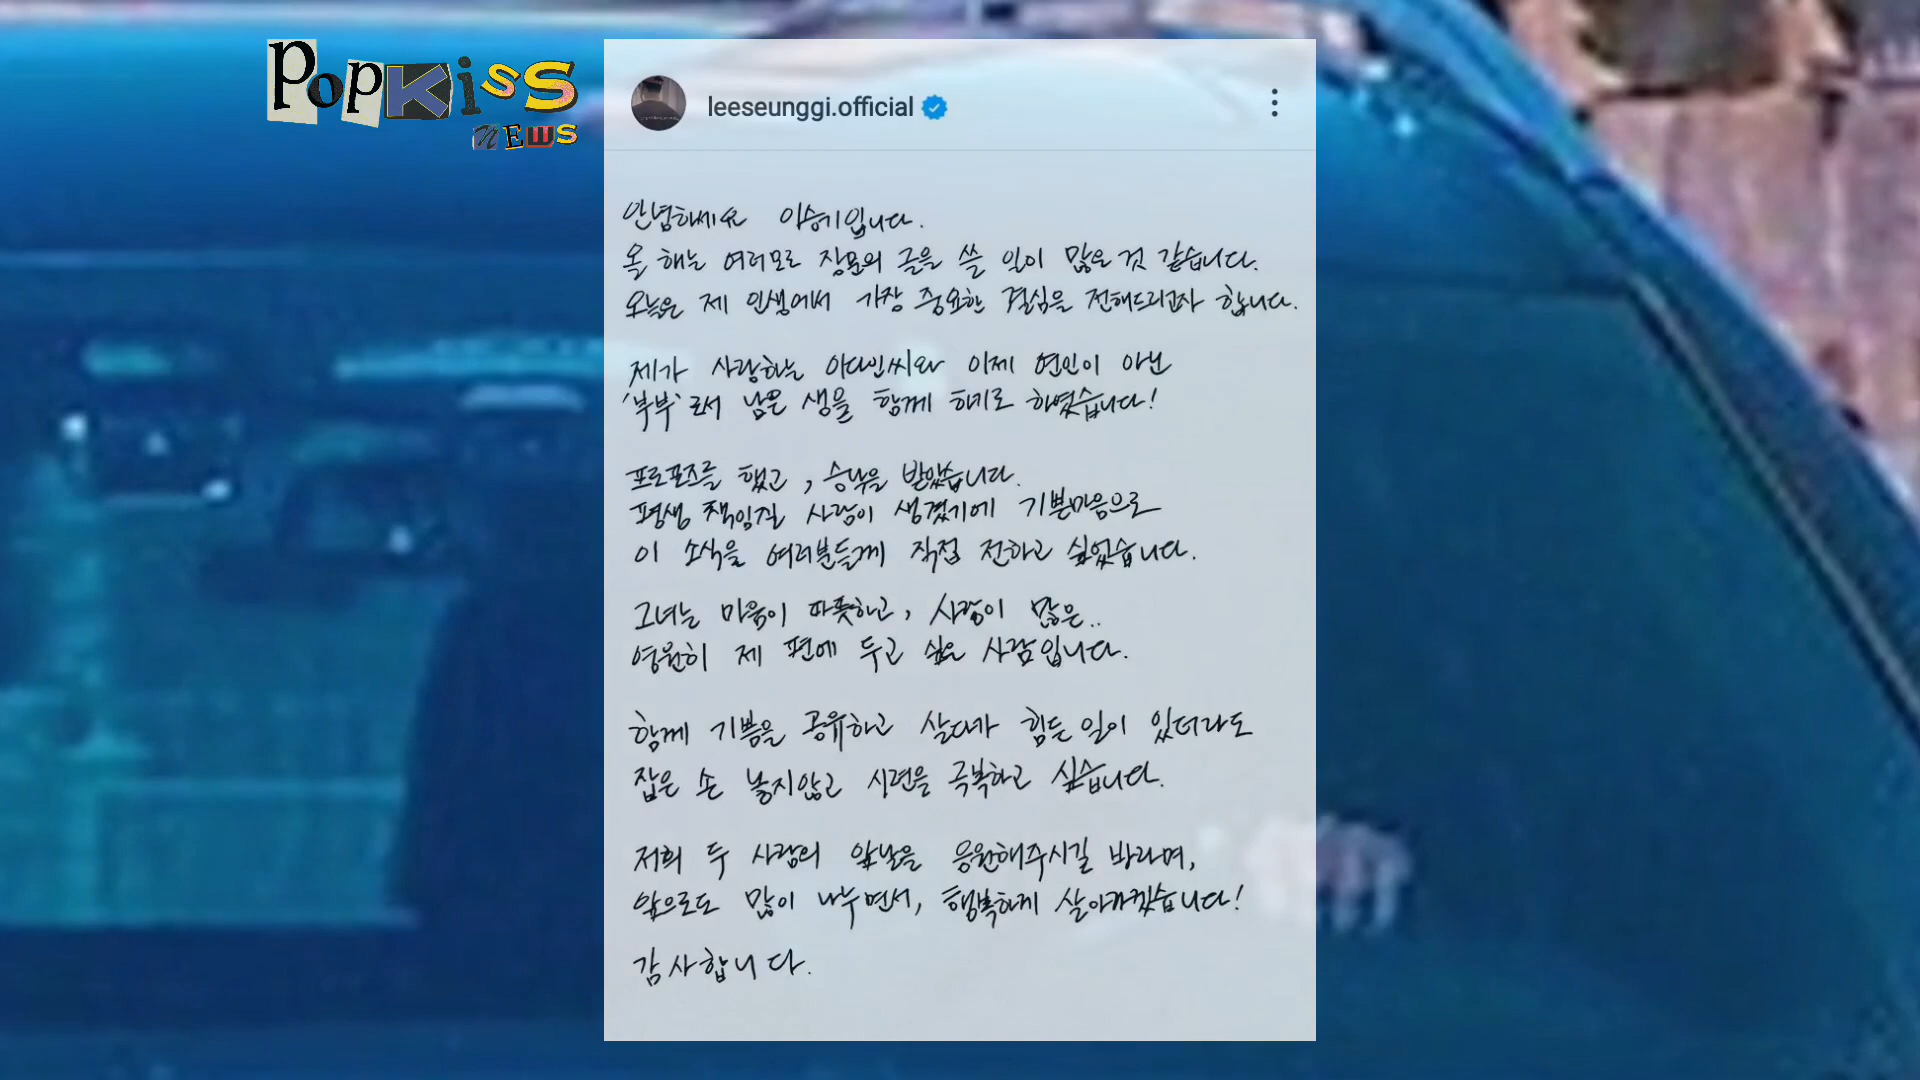 PopKiss
NEWS
leeseunggi.official
안녕하세요 이승기입니다.
올 해는 여러모로 장문의 글을 쓸 일이 많은 것 같습니다.
오늘은 제 인생에서 가장 중요한 결심을 전해드리고자 합니다.
제가 사랑하는 이다인씨와 이제 연인이 아닌
'부부'로서 남은 생을 함께 하기로 하였습니다!
프로포즈를 했고, 승낙을 받았습니다.
평생 책임질 사람이 생겼기에 기쁜마음으로
이 소식을 여러분들께 직접 전하고 싶었습니다.
그녀는 마음이 따뜻하고, 사랑이 많은..
영원히 제 편에 두고 싶은 사람입니다.
함께 기쁨을 공유하고 살다가 힘든 일이 있더라도
잡은 손 놓지않고 시련을 극복하고 싶습니다.
저희 두 사람의 앞날을 응원해주시길 바라며,
앞으로도 많이 나누면서, 행복하게 살아가겠습니다!
감사합니다.